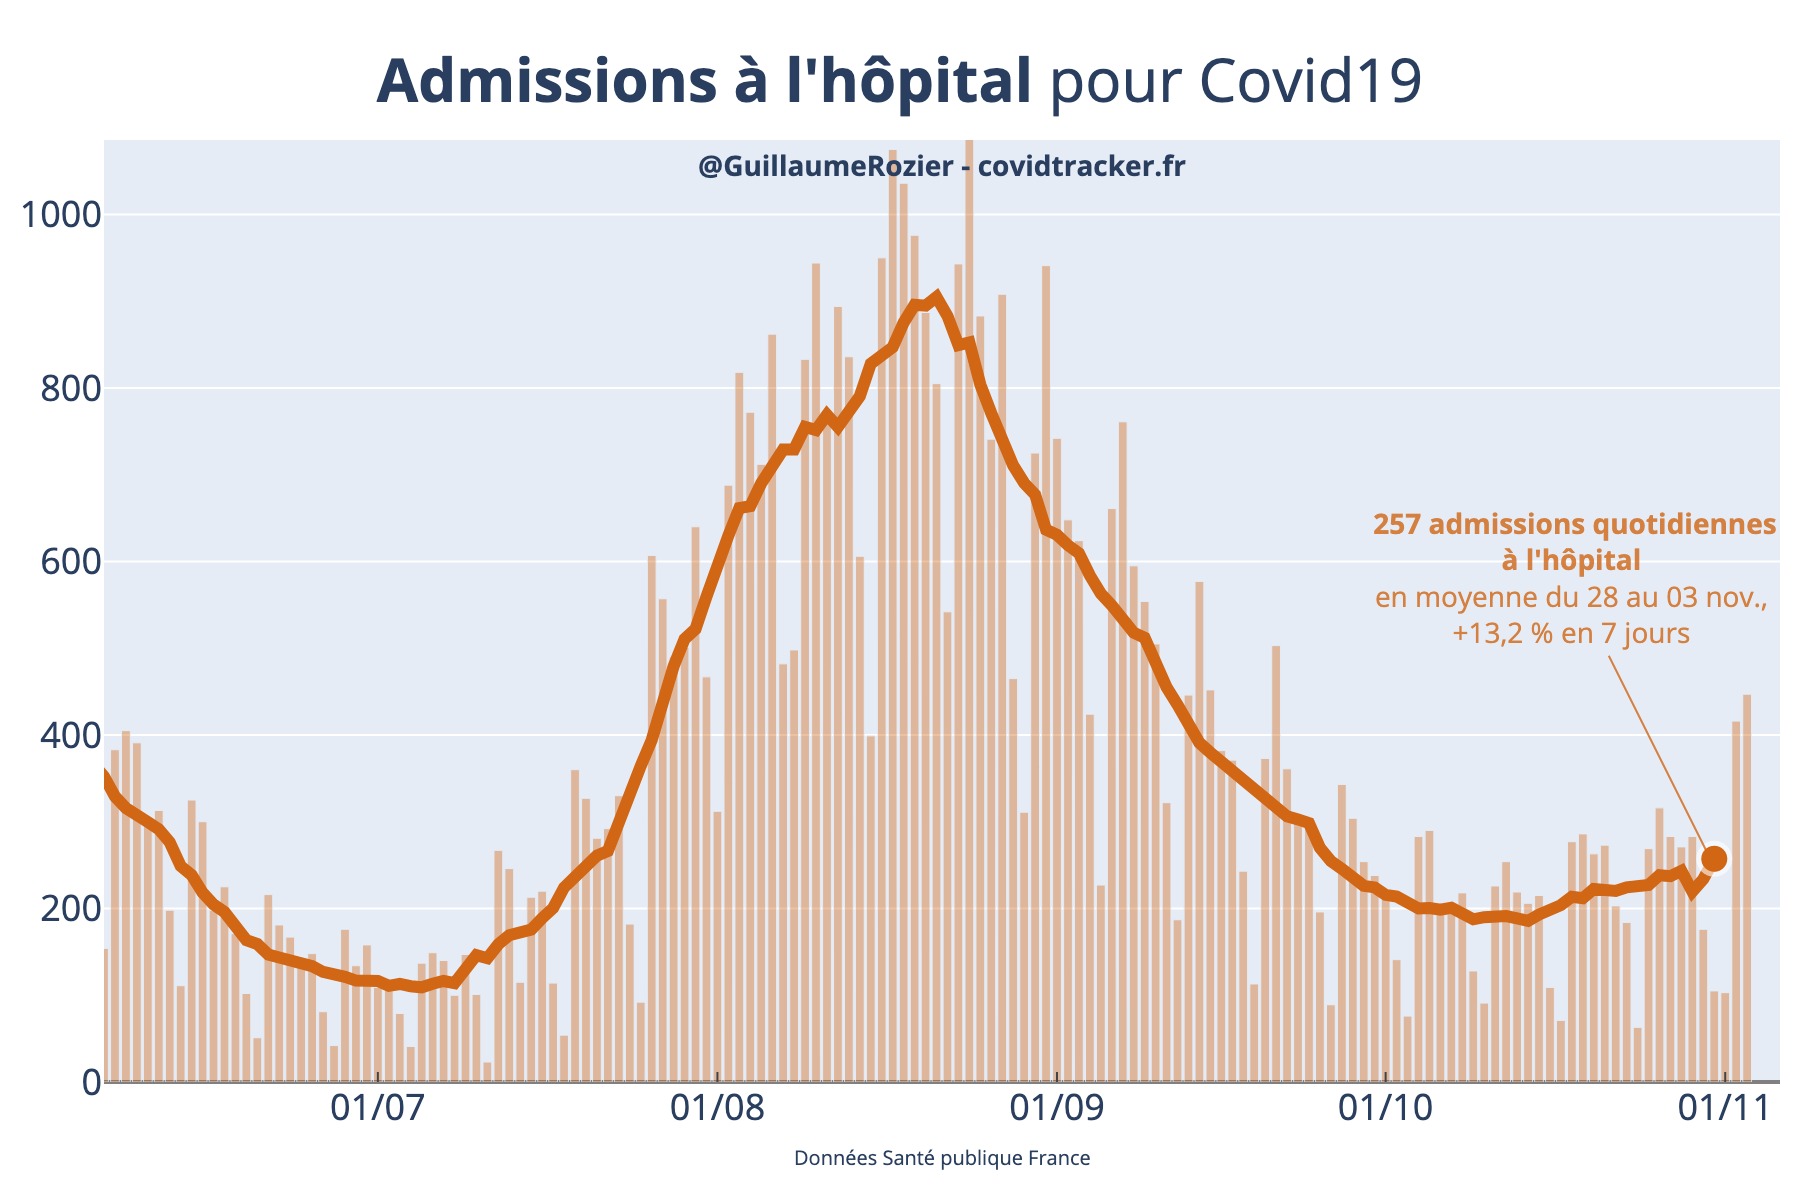 Admissions à l'hôpital pour Covid19
@GuillaumeRozier - covidtracker.fr
1000
800
600
400
200
0
257 admissions quotidiennes
à l'hôpital
en moyenne du 28 au 03 nov.,
+13,2 % en 7 jours
01/07
01/08
01/09
01/10
01/11
Données Santé publique France